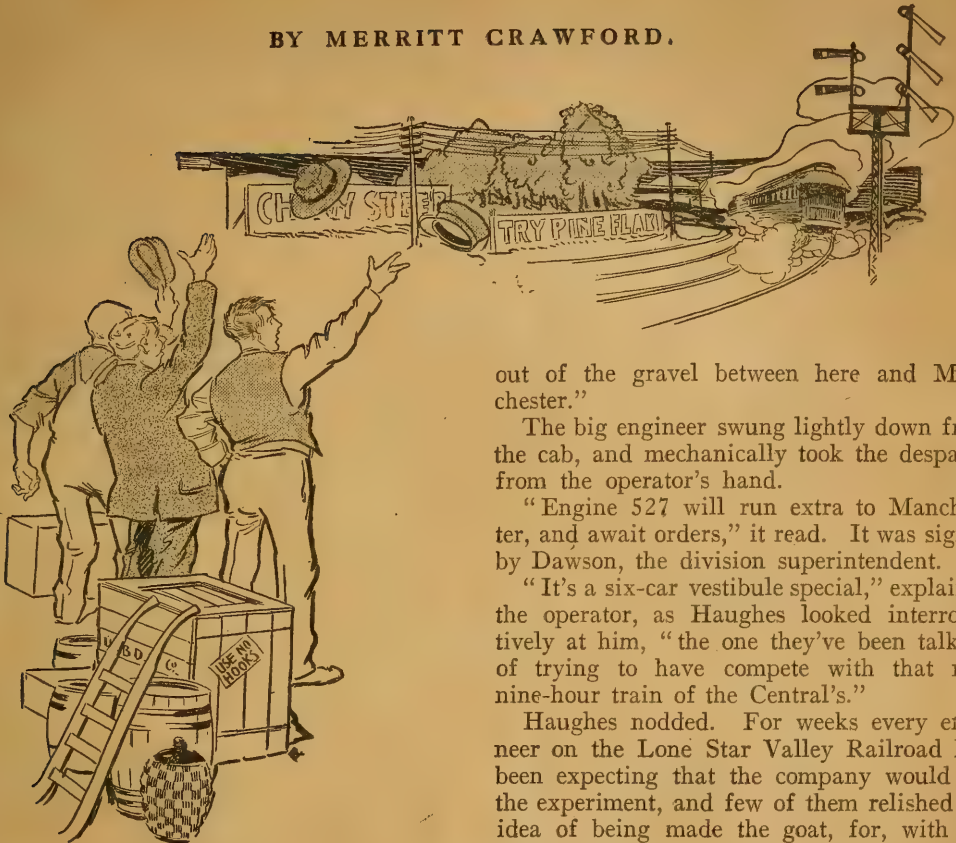 BY MERRITT CRAWFORD.
TRY PINE FLAK
USE NO
HOOKS
out of the gravel between here and M
chester.”
The big engineer swung lightly down fr
the cab, and mechanically took the despa
from the operator's hand.
“Engine 527 will run extra to Manch
ter, and await orders,” it read. It was sig
by Dawson, the division superintendent.
“It's a six-car vestibule special,” explai
the operator, as Haughes looked interro
tively at him, “the one they've been talk
of trying to have compete with that
nine-hour train of the Central's.”
Haughes nodded. For weeks every e
neer on the Lone Star Valley Railroad
been expecting that the company would
the experiment, and few of them relished
idea of being made the goat, for, with